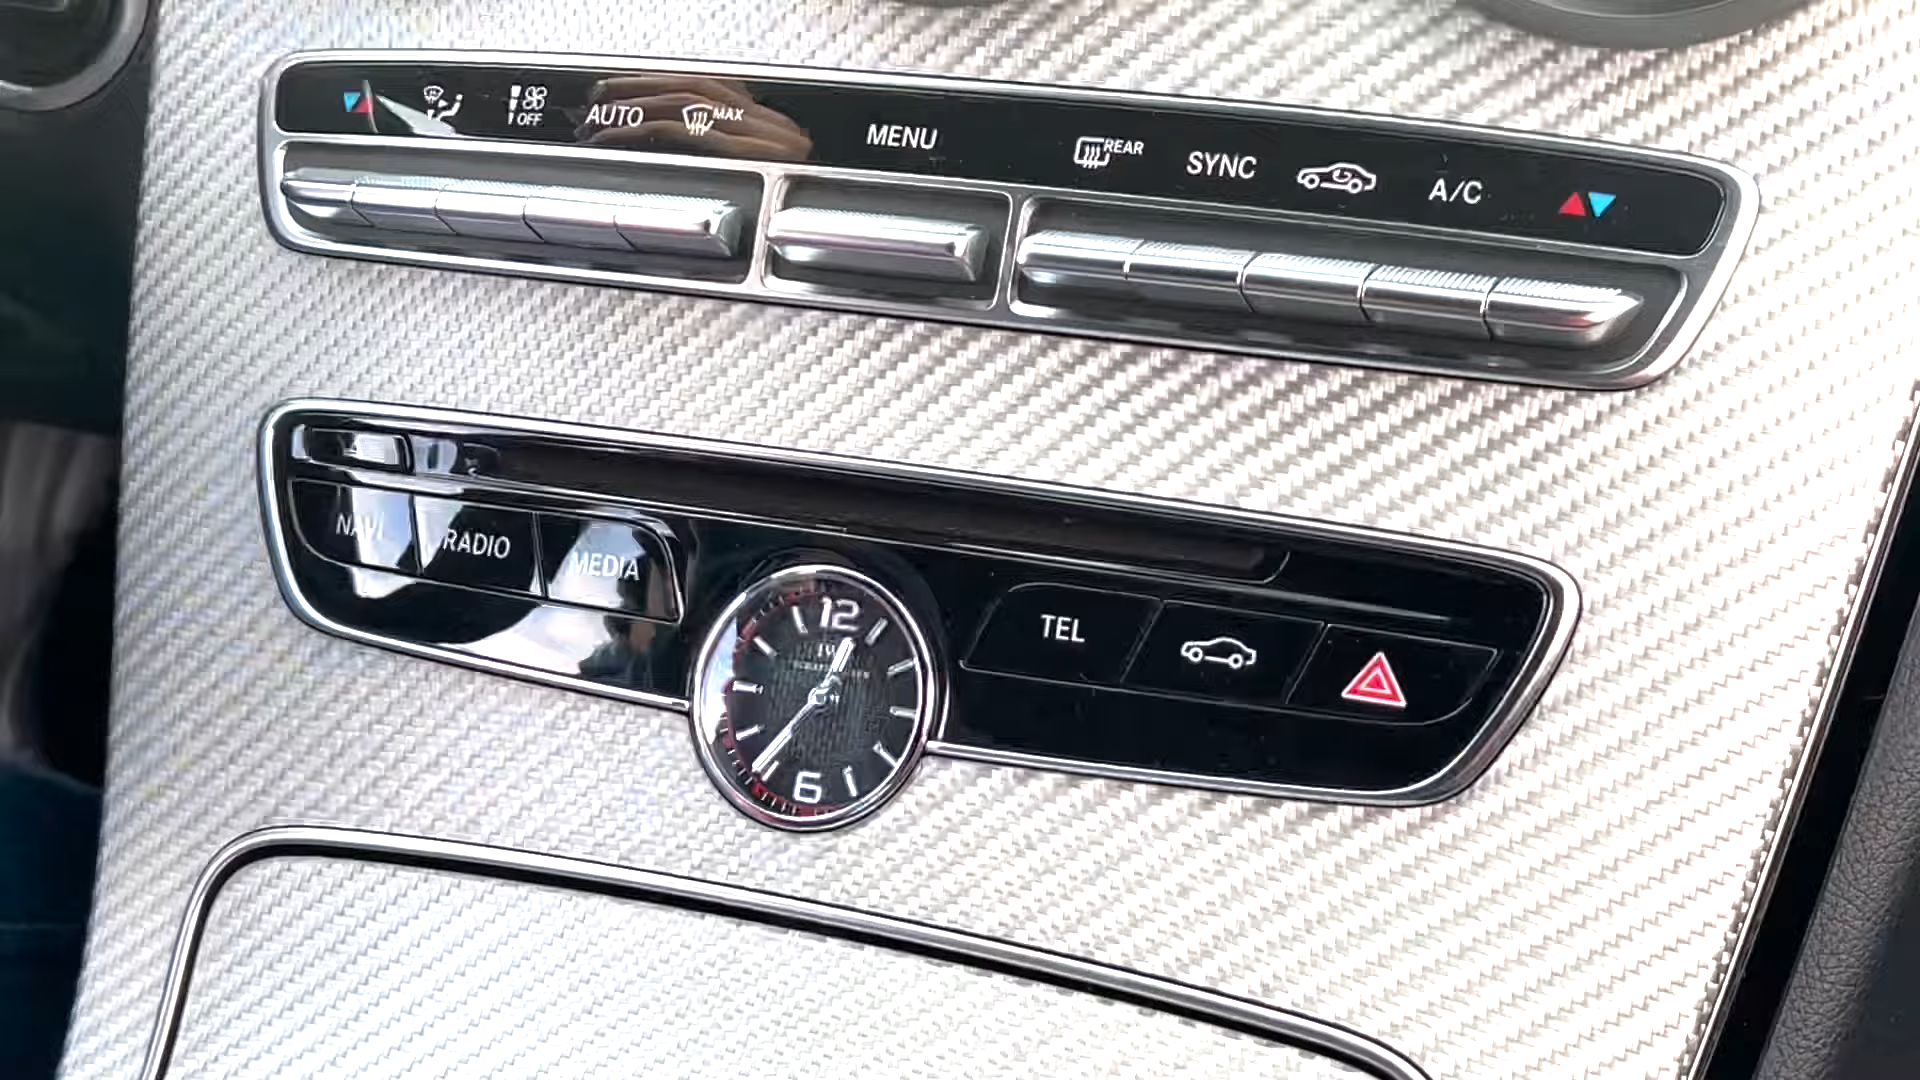 OFF
AUTO
MAX
MENU
REAR
SYNC
A/C
NAVI
RADIO
MEDIA
TEL
12
6